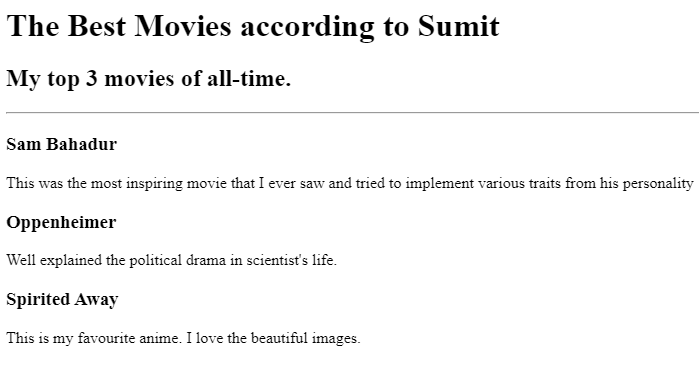 The Best Movies according to Sumit
My top 3 movies of all-time.
Sam Bahadur
This was the most inspiring movie that I ever saw and tried to implement various traits from his personality
Oppenheimer
Well explained the political drama in scientist's life.
Spirited Away
This is my favourite anime. I love the beautiful images.